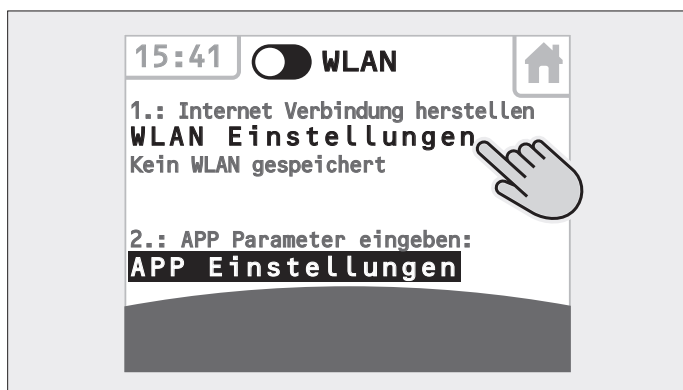 15:41 WLAN
1.: Internet Verbindung herstellen
WLAN Einstellungen
Kein WLAN gespeichert
2.: APP Parameter eingeben:
APP Einstellungen